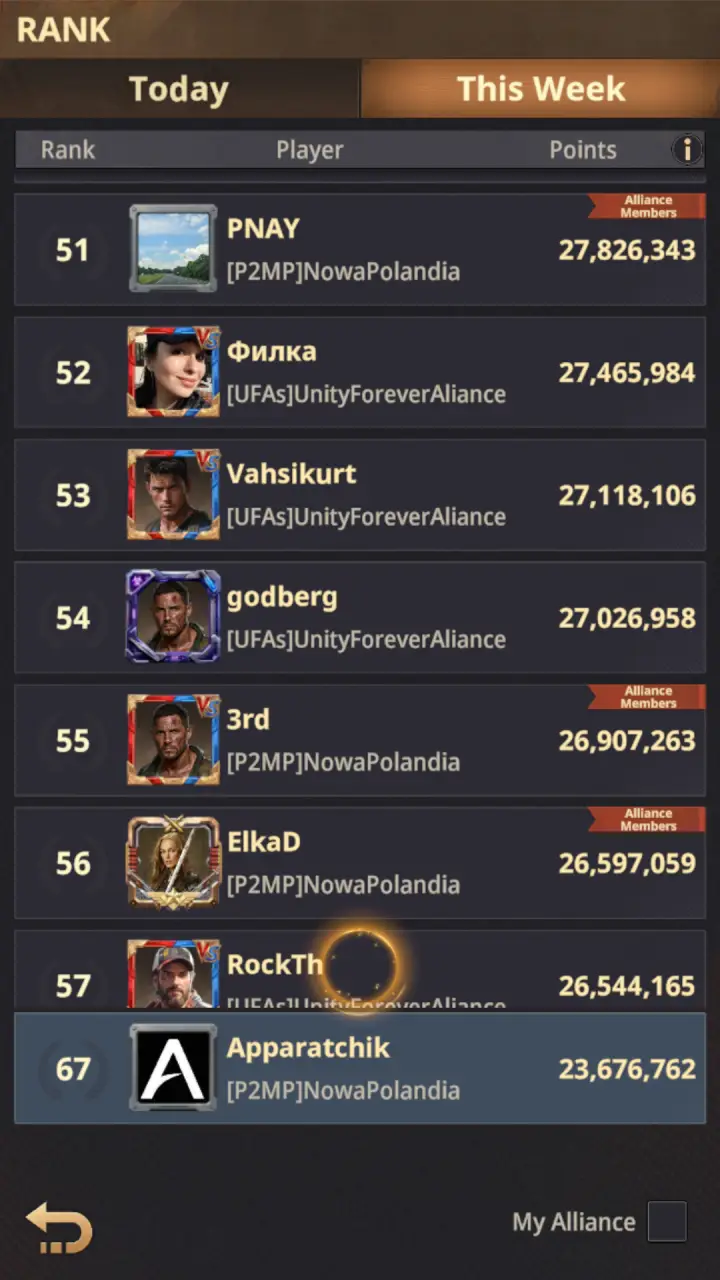 RANK
Today
This Week
Rank
Player
Points
Alliance
Members
51
PNAY
27,826,343
[P2MP]NowaPolandia
52
Филка
27,465,984
[UFAs]UnityForeverAliance
53
Vahsikurt
27,118,106
[UFAs]UnityForeverAliance
54
godberg
27,026,958
[UFAs]UnityForeverAliance
Alliance
Members
55
3rd
26,907,263
[P2MP]NowaPolandia
Alliance
Members
56
ElkaD
26,597,059
[P2MP]NowaPolandia
57
RockTh
26,544,165
[UFAs]UnityForeverAliance
67
Apparatchik
23,676,762
[P2MP]NowaPolandia
My Alliance